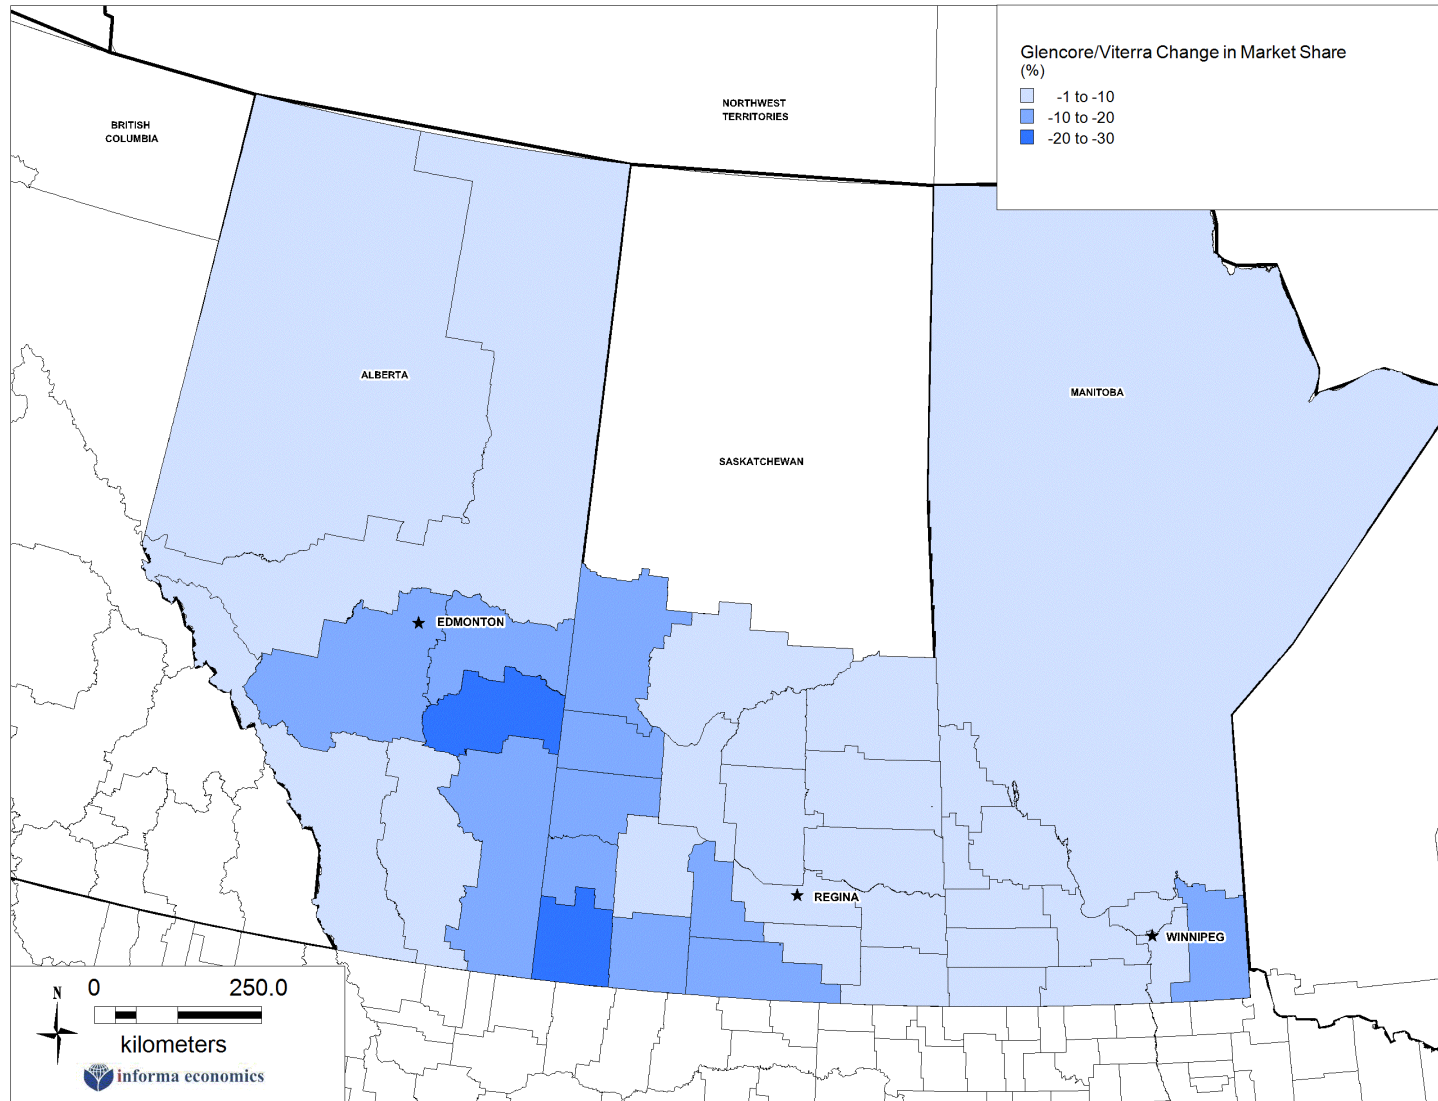 Glencore/Viterra Change in Market Share
(%)
-1 to -10
-10 to -20
-20 to -30
NORTHWEST
TERRITORIES
BRITISH
COLUMBIA
ALBERTA
MANITOBA
SASKATCHEWAN
EDMONTON
REGINA
WINNIPEG
N
0 250.0
kilometers
informa economics